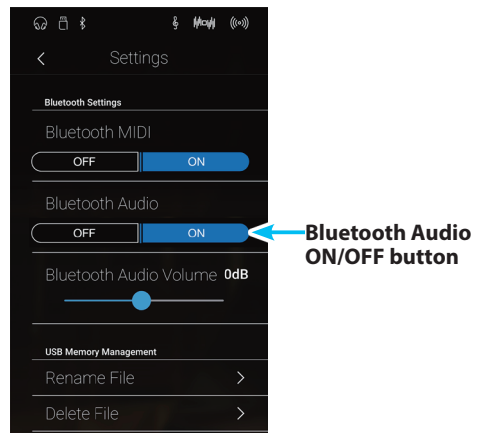 Settings
Bluetooth Settings
Bluetooth MIDI
OFF ON
Bluetooth Audio
OFF ON
Bluetooth Audio
ON/OFF button
Bluetooth Audio Volume 0dB
USB Memory Management
Rename File
Delete File